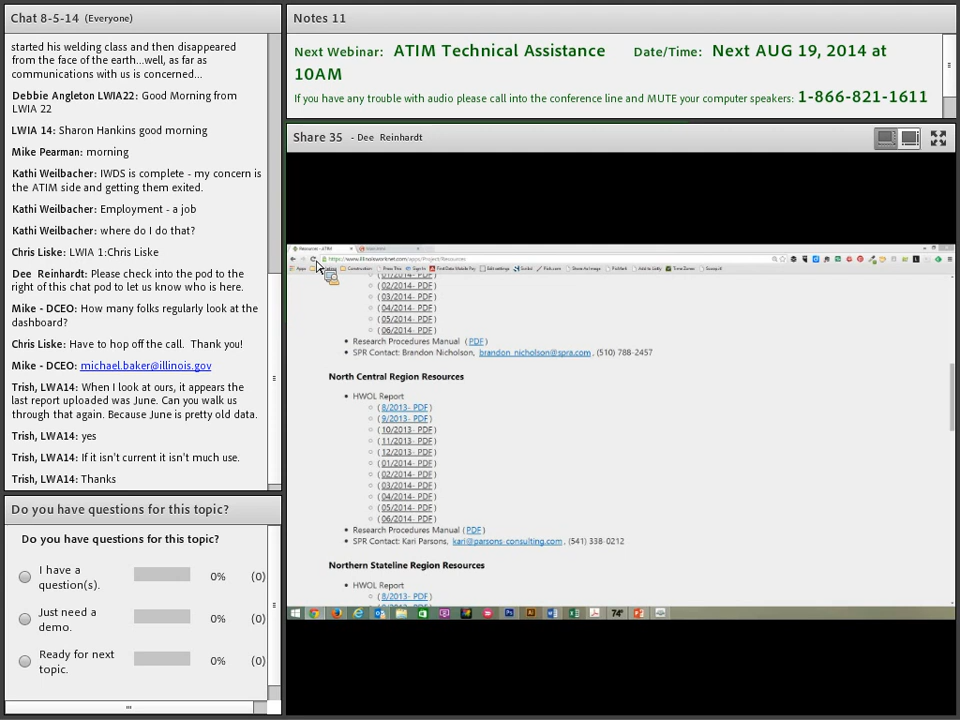 Chat 8-5-14 (Everyone)
started his welding class and then disappeared
from the face of the earth...well, as far as
communications with us is concerned...
Debbie Angleton LWIA22: Good Morning from
LWIA 22
LWIA 14: Sharon Hankins good morning
Mike Pearman: morning
Kathi Weilbacher: IWDS is complete - my concern is
the ATIM side and getting them exited.
Kathi Weilbacher: Employment - a job
Kathi Weilbacher: where do I do that?
Chris Liske: LWIA 1:Chris Liske
Dee Reinhardt: Please check into the pod to the
right of this chat pod to let us know who is here.
Mike - DCEO: How many folks regularly look at the
dashboard?
Chris Liske: Have to hop off the call. Thank you!
Mike - DCEO: michael.baker@illinois.gov
Trish, LWA14: When I look at ours, it appears the
last report uploaded was June. Can you walk us
through that again. Because June is pretty old data.
Trish, LWA14: yes
Trish, LWA14: If it isn't current it isn't much use.
Trish, LWA14: Thanks
Do you have questions for this topic?
Do you have questions for this topic?
I have a
question(s).
0% (0)
Just need a
demo.
0% (0)
Ready for next
topic.
0% (0)
Notes 11
Next Webinar: ATIM Technical Assistance Date/Time: Next AUG 19, 2014 at
10AM
If you have any trouble with audio please call into the conference line and MUTE your computer speakers: 1-866-821-1611
Share 35 - Dee Reinhardt
https://www.illinoisworknet.com/apps/Project/Resources
(01/2014- PDF)
(02/2014- PDF)
(03/2014- PDF)
(04/2014- PDF)
(05/2014- PDF)
(06/2014- PDF)
Research Procedures Manual (PDF)
SPR Contact: Brandon Nicholson, brandon_nicholson@spra.com, (510) 788-2457
North Central Region Resources
HWOL Report
(8/2013- PDF)
(9/2013- PDF)
(10/2013- PDF)
(11/2013- PDF)
(12/2013- PDF)
(01/2014- PDF)
(02/2014- PDF)
(03/2014- PDF)
(04/2014- PDF)
(05/2014- PDF)
(06/2014- PDF)
Research Procedures Manual (PDF)
SPR Contact: Kari Parsons, kari@parsons-consulting.com, (541) 338-0212
Northern Stateline Region Resources
HWOL Report
(8/2013- PDF)
74°